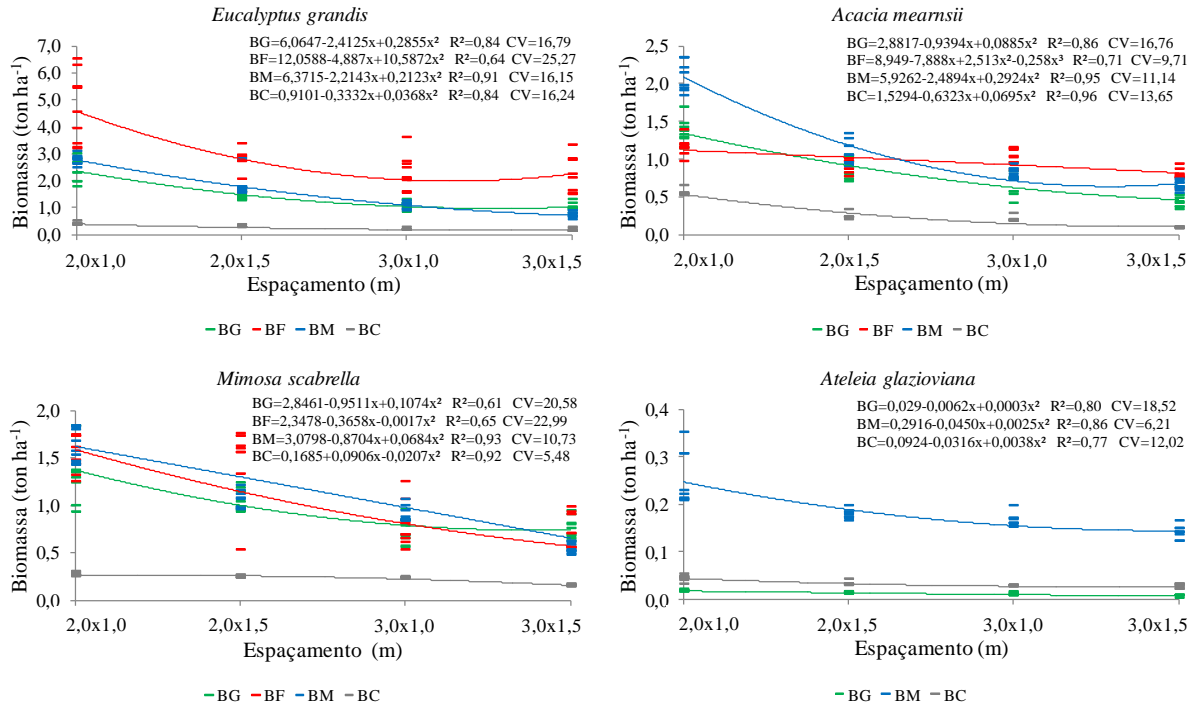 Eucalyptus grandis
BG=6,0647-2,4125x+0,2855x² R²=0,84 CV=16,79
BF=12,0588-4,887x+10,5872x² R²=0,64 CV=25,27
BM=6,3715-2,2143x+0,2123x² R²=0,91 CV=16,15
BC=0,9101-0,3332x+0,0368x² R²=0,84 CV=16,24
Biomassa (ton ha⁻¹)
7,0
6,0
5,0
4,0
3,0
2,0
1,0
0,0
2,0x1,0 2,0x1,5 3,0x1,0 3,0x1,5
Espaçamento (m)
BG BF BM BC
Acacia mearnsii
BG=2,8817-0,9394x+0,0885x² R²=0,86 CV=16,76
BF=8,949-7,888x+2,513x²-0,258x³ R²=0,71 CV=9,71
BM=5,9262-2,4894x+0,2924x² R²=0,95 CV=11,14
BC=1,5294-0,6323x+0,0695x² R²=0,96 CV=13,65
Biomassa (ton ha⁻¹)
2,5
2,0
1,5
1,0
0,5
0,0
2,0x1,0 2,0x1,5 3,0x1,0 3,0x1,5
Espaçamento (m)
BG BF BM BC
Mimosa scabrella
BG=2,8461-0,9511x+0,1074x² R²=0,61 CV=20,58
BF=2,3478-0,3658x-0,0017x² R²=0,65 CV=22,99
BM=3,0798-0,8704x+0,0684x² R²=0,93 CV=10,73
BC=0,1685+0,0906x-0,0207x² R²=0,92 CV=5,48
Biomassa (ton ha⁻¹)
2,0
1,5
1,0
0,5
0,0
2,0x1,0 2,0x1,5 3,0x1,0 3,0x1,5
Espaçamento (m)
BG BF BM BC
Ateleia glazioviana
BG=0,029-0,0062x+0,0003x² R²=0,80 CV=18,52
BM=0,2916-0,0450x+0,0025x² R²=0,86 CV=6,21
BC=0,0924-0,0316x+0,0038x² R²=0,77 CV=12,02
Biomassa (ton ha⁻¹)
0,4
0,3
0,2
0,1
0,0
2,0x1,0 2,0x1,5 3,0x1,0 3,0x1,5
Espaçamento (m)
BG BM BC